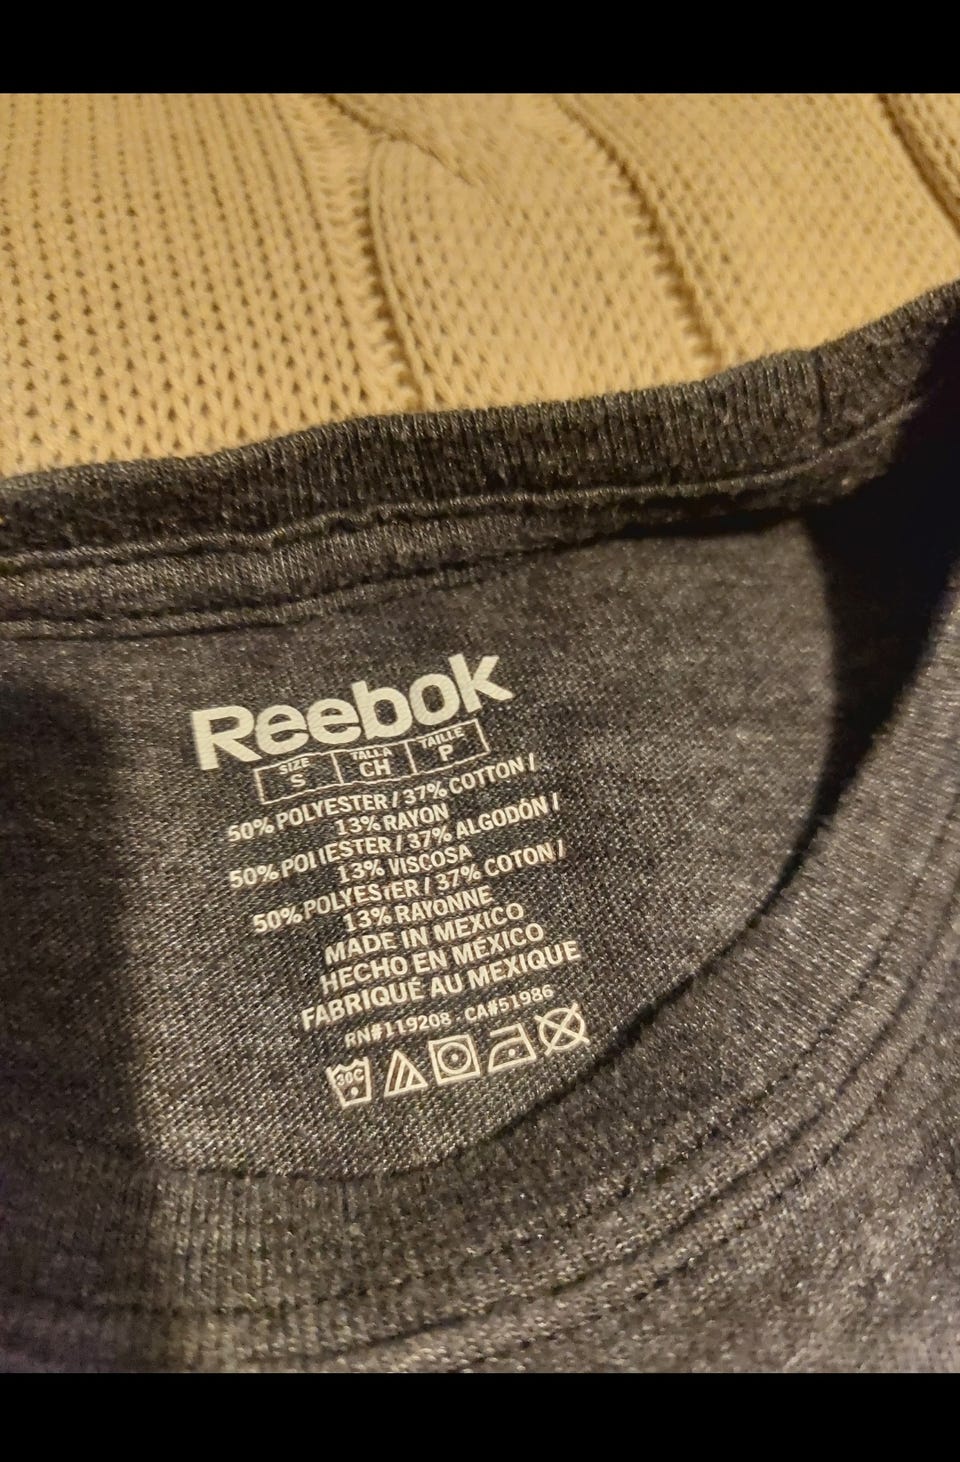 Reebok
SIZE TALLA TAILLE
S CH P
50% POLYESTER / 37% COTTON /
13% RAYON
50% POLIESTER / 37% ALGODÓN /
13% VISCOSA
50% POLYESTER / 37% COTON /
13% RAYONNE
MADE IN MEXICO
HECHO EN MÉXICO
FABRIQUÉ AU MEXIQUE
RN#119208 . CA#51986
30C